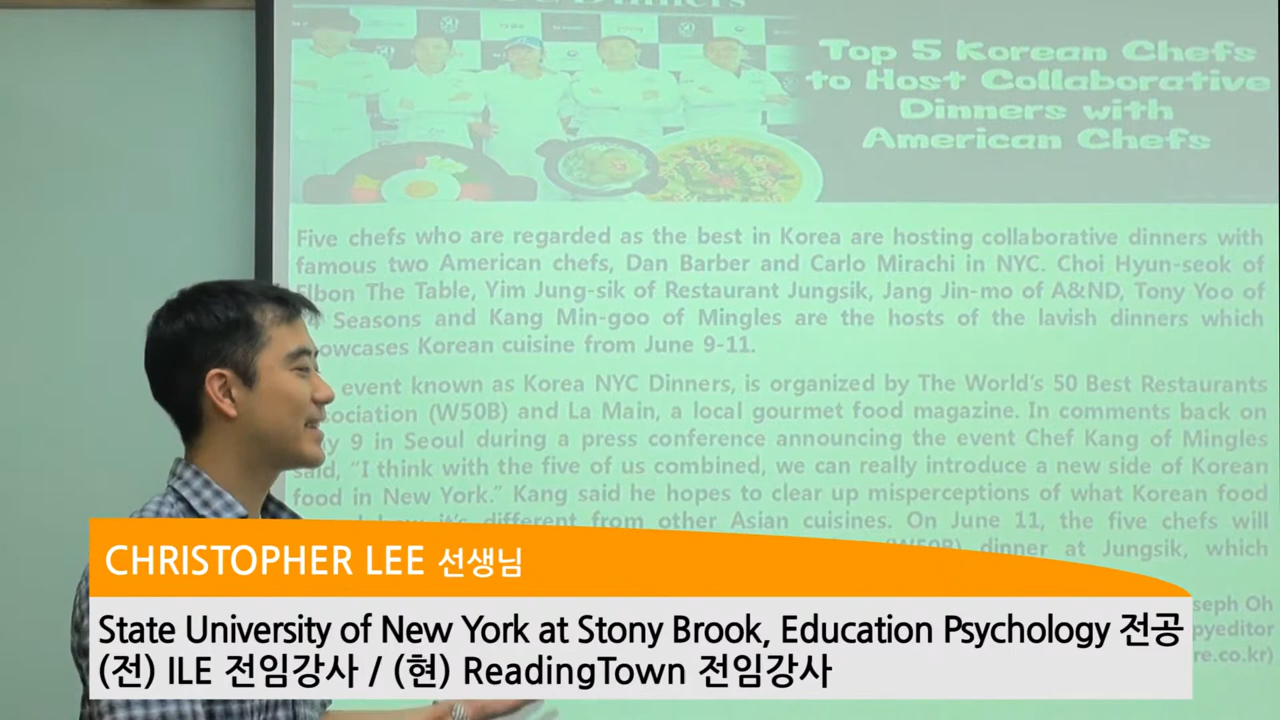 Top 5 Korean Chefs
to Host Collaborative
Dinners with
American Chefs
Five chefs who are regarded as the best in Korea are hosting collaborative dinners with
famous two American chefs, Dan Barber and Carlo Mirachi in NYC. Choi Hyun-seok of
Elbon The Table, Yim Jung-sik of Restaurant Jungsik, Jang Jin-mo of A&ND, Tony Yoo of
Seasons and Kang Min-goo of Mingles are the hosts of the lavish dinners which
owcases Korean cuisine from June 9-11.
event known as Korea NYC Dinners, is organized by The World's 50 Best Restaurants
ociation (W50B) and La Main, a local gourmet food magazine. In comments back on
9 in Seoul during a press conference announcing the event Chef Kang of Mingles
said, "I think with the five of us combined, we can really introduce a new side of Korean
food in New York." Kang said he hopes to clear up misperceptions of what Korean food
it's different from other Asian cuisines. On June 11, the five chefs will
(W50B) dinner at Jungsik, which
CHRISTOPHER LEE 선생님
seph Oh
State University of New York at Stony Brook, Education Psychology 전공
pyeditor
(전) ILE 전임강사 / (현) ReadingTown 전임강사
re.co.kr)